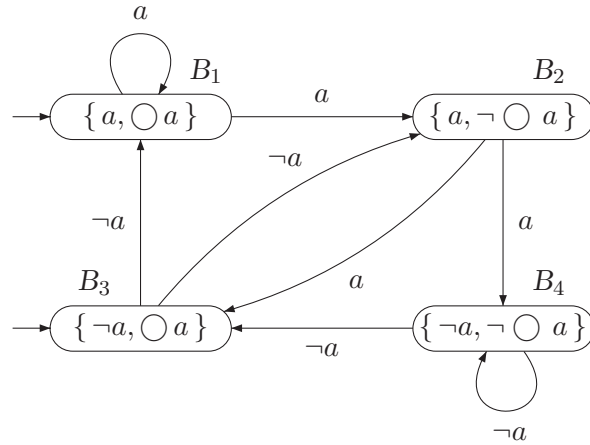 a
B₁ B₂
{ a, ◯ a } a { a, ¬ ◯ a }
¬a
¬a a
a
B₃ B₄
{ ¬a, ◯ a } ¬a { ¬a, ¬ ◯ a }
¬a